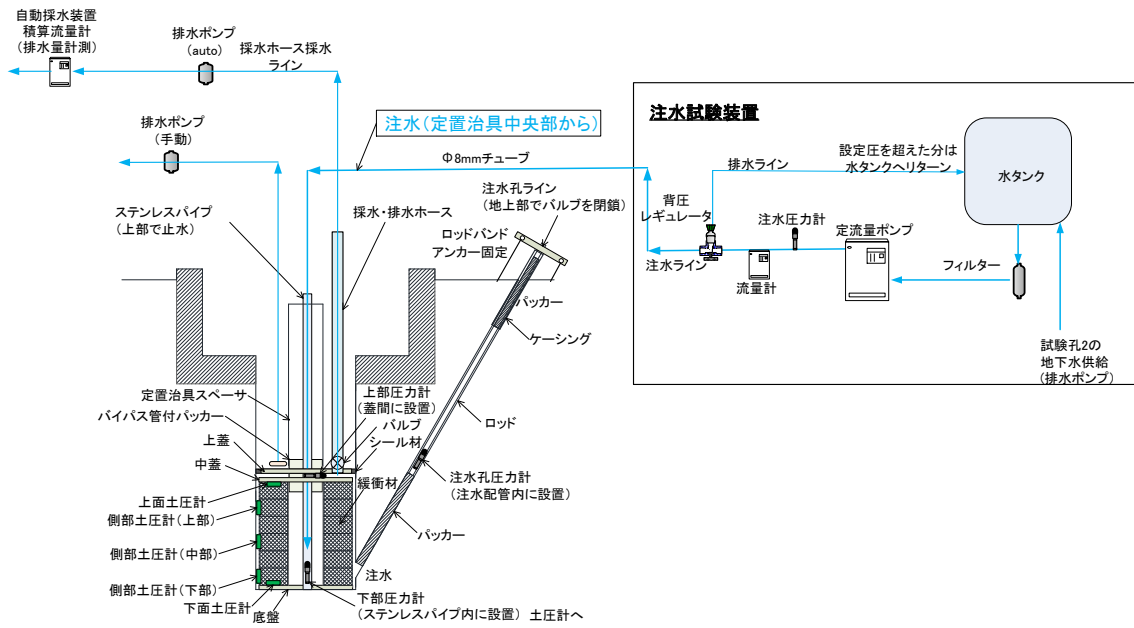 自動採水装置
積算流量計
(排水量計測)
排水ポンプ
(auto)
採水ホース採水
ライン
排水ポンプ
(手動)
注水(定置治具中央部から)
Φ8mmチューブ
ステンレスパイプ
(上部で止水)
採水・排水ホース
注水孔ライン
(地上部でバルブを閉鎖)
ロッドバンド
アンカー固定
パッカー
ケーシング
ロッド
注水孔圧力計
(注水配管内に設置)
パッカー
定置治具スペーサ
バイパス管付パッカー
上蓋
中蓋
上部圧力計
(蓋間に設置)
バルブ
シール材
緩衝材
上面土圧計
側部土圧計(上部)
側部土圧計(中部)
側部土圧計(下部)
下面土圧計
底盤
注水
下部圧力計
(ステンレスパイプ内に設置)
土圧計へ
注水試験装置
排水ライン
設定圧を超えた分は
水タンクへリターン
水タンク
背圧
レギュレータ
注水圧力計
定流量ポンプ
注水ライン
流量計
フィルター
試験孔2の
地下水供給
(排水ポンプ)